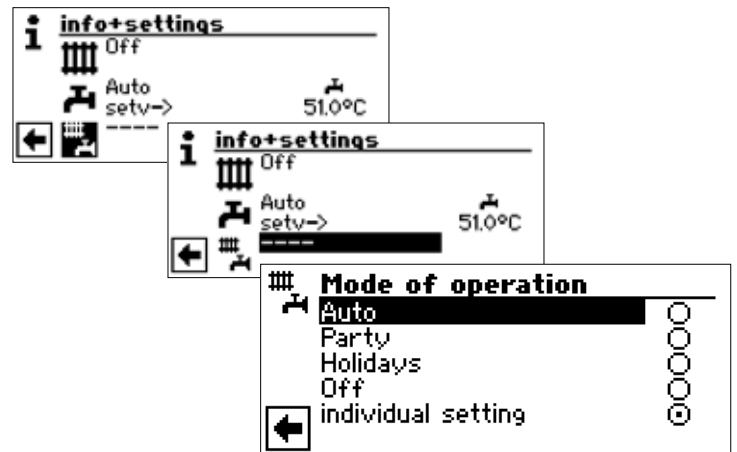 i info+settings
Off
Auto
setv-> 51.0°C
----
i info+settings
Off
Auto
setv-> 51.0°C
----
Mode of operation
Auto
Party
Holidays
Off
individual setting